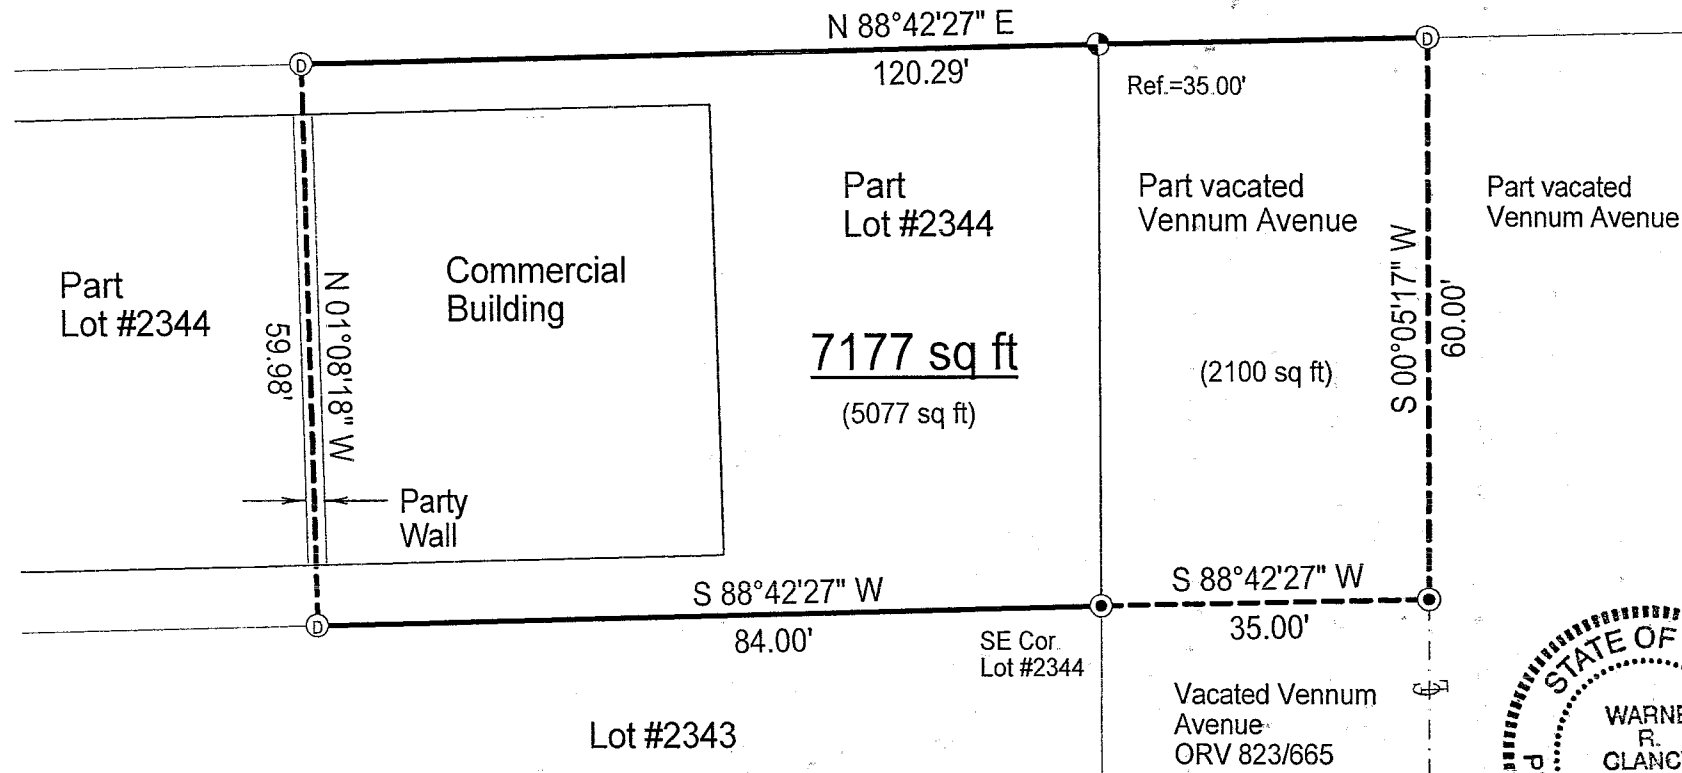 N 88°42'27" E
120.29'
Ref.=35.00'
D
D
Part
Lot #2344
Part vacated
Vennum Avenue
Part vacated
Vennum Avenue
Part
Lot #2344
N 01°08'18" W
59.98'
Commercial
Building
7177 sq ft
(5077 sq ft)
(2100 sq ft)
S 00°05'17" W
60.00'
Party
Wall
S 88°42'27" W
84.00'
S 88°42'27" W
35.00'
D
SE Cor.
Lot #2344
Lot #2343
Vacated Vennum
Avenue
ORV 823/665
STATE OF
WARNE
R.
CLANC
P